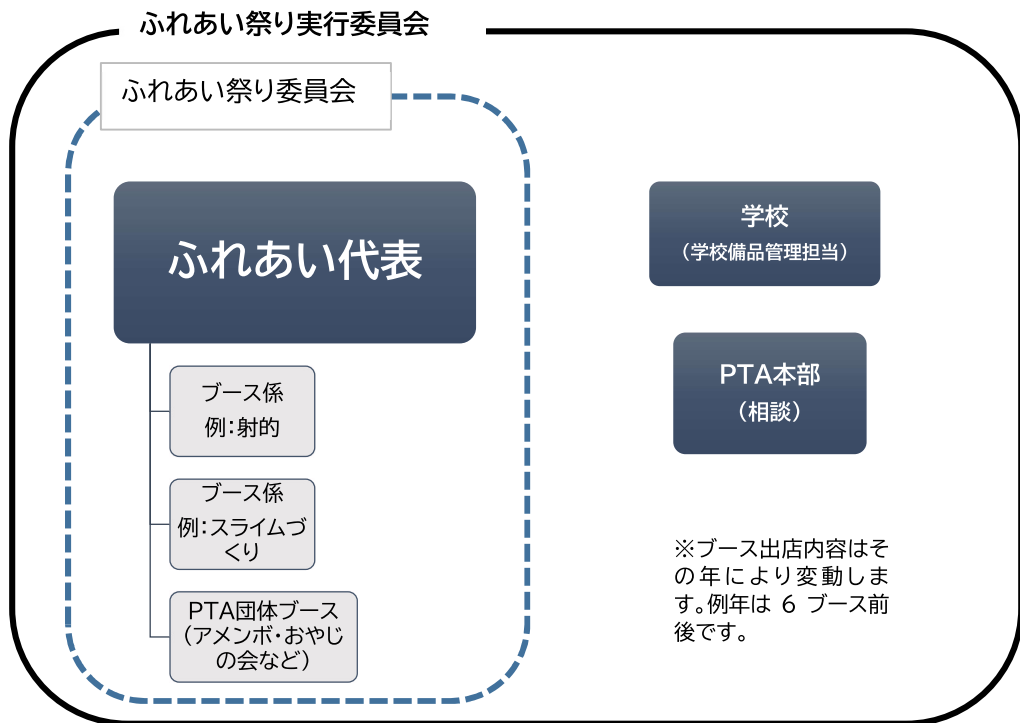 ふれあい祭り実行委員会
ふれあい祭り委員会
ふれあい代表
ブース係
例：射的
ブース係
例：スライムづ
くり
PTA団体ブース
（アメンボ・おやじ
の会など）
学校
（学校備品管理担当）
PTA本部
（相談）
※ブース出店内容はそ
の年により変動しま
す。例年は 6 ブース前
後です。